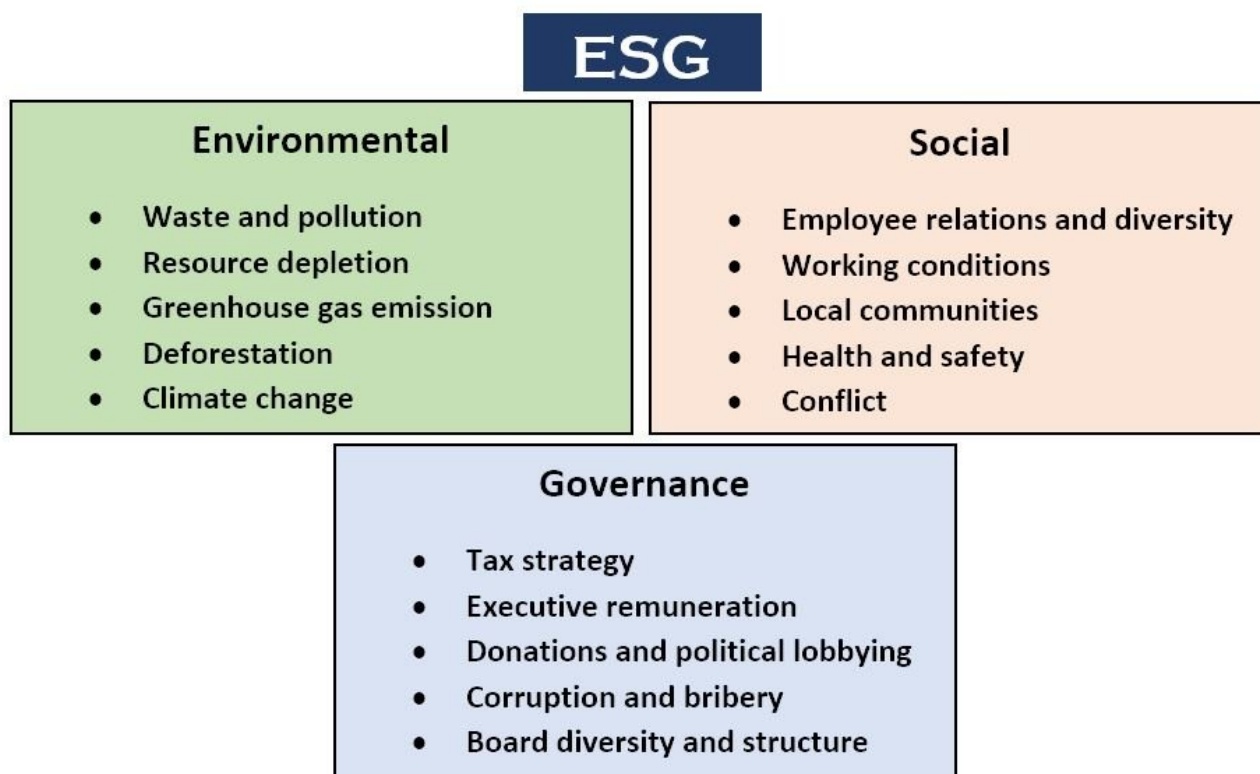 ESG
Environmental
• Waste and pollution
• Resource depletion
• Greenhouse gas emission
• Deforestation
• Climate change
Social
• Employee relations and diversity
• Working conditions
• Local communities
• Health and safety
• Conflict
Governance
• Tax strategy
• Executive remuneration
• Donations and political lobbying
• Corruption and bribery
• Board diversity and structure